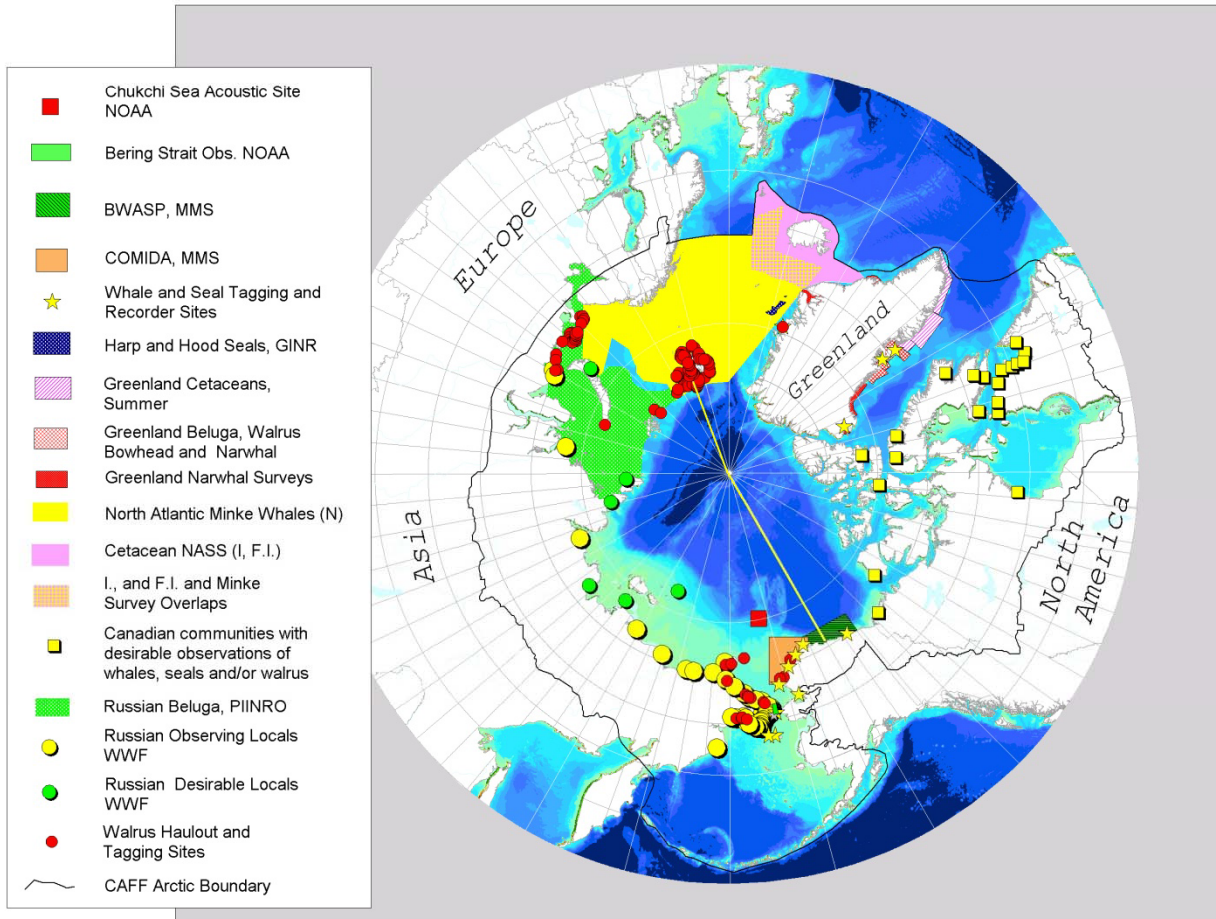 Chukchi Sea Acoustic Site
NOAA
Bering Strait Obs. NOAA
BWASP, MMS
COMIDA, MMS
Whale and Seal Tagging and
Recorder Sites
Harp and Hood Seals, GINR
Greenland Cetaceans,
Summer
Greenland Beluga, Walrus
Bowhead and Narwhal
Greenland Narwhal Surveys
North Atlantic Minke Whales (N)
Cetacean NASS (I, F.I.)
I., and F.I. and Minke
Survey Overlaps
Canadian communities with
desirable observations of
whales, seals and/or walrus
Russian Beluga, PIINRO
Russian Observing Locals
WWF
Russian Desirable Locals
WWF
Walrus Haulout and
Tagging Sites
CAFF Arctic Boundary
Europe
Asia
Greenland
North
America